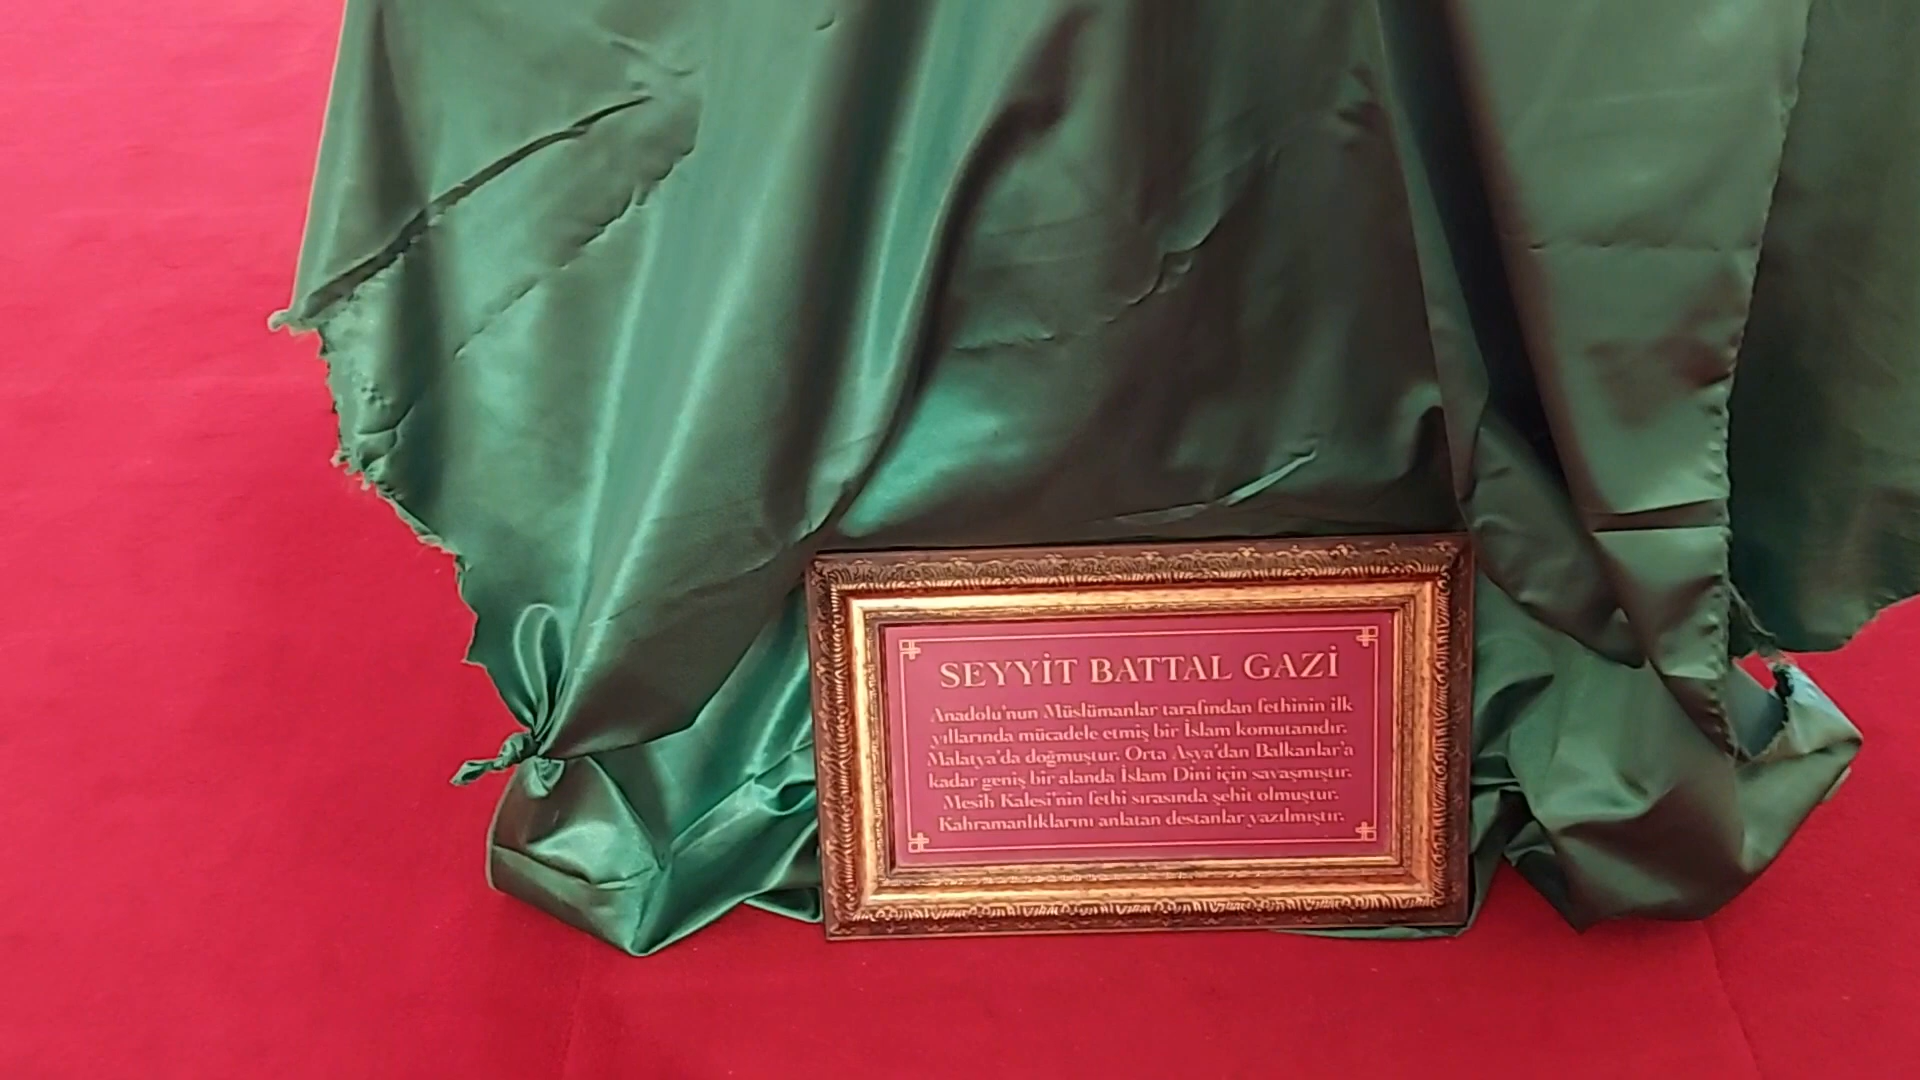 SEYYİT BATTAL GAZİ
Anadolu'nun Müslümanlar tarafından fethinin ilk
yıllarında mücadele etmiş bir İslam komutanıdır.
Malatya'da doğmuştur. Orta Asya'dan Balkanlar'a
kadar geniş bir alanda İslam Dini için savaşmıştır.
Mesih Kalesi'nin fethi sırasında şehit olmuştur.
Kahramanlıklarını anlatan destanlar yazılmıştır.